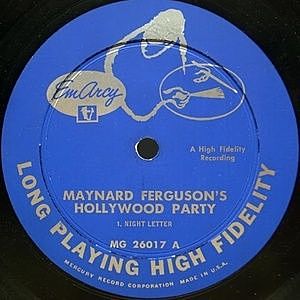 EmArcy
A High Fidelity
Recording
MAYNARD FERGUSON'S
HOLLYWOOD PARTY
1. NIGHT LETTER
MG 26017 A
LONG PLAYING HIGH FIDELITY
MERCURY RECORD CORPORATION MADE IN U.S.A.